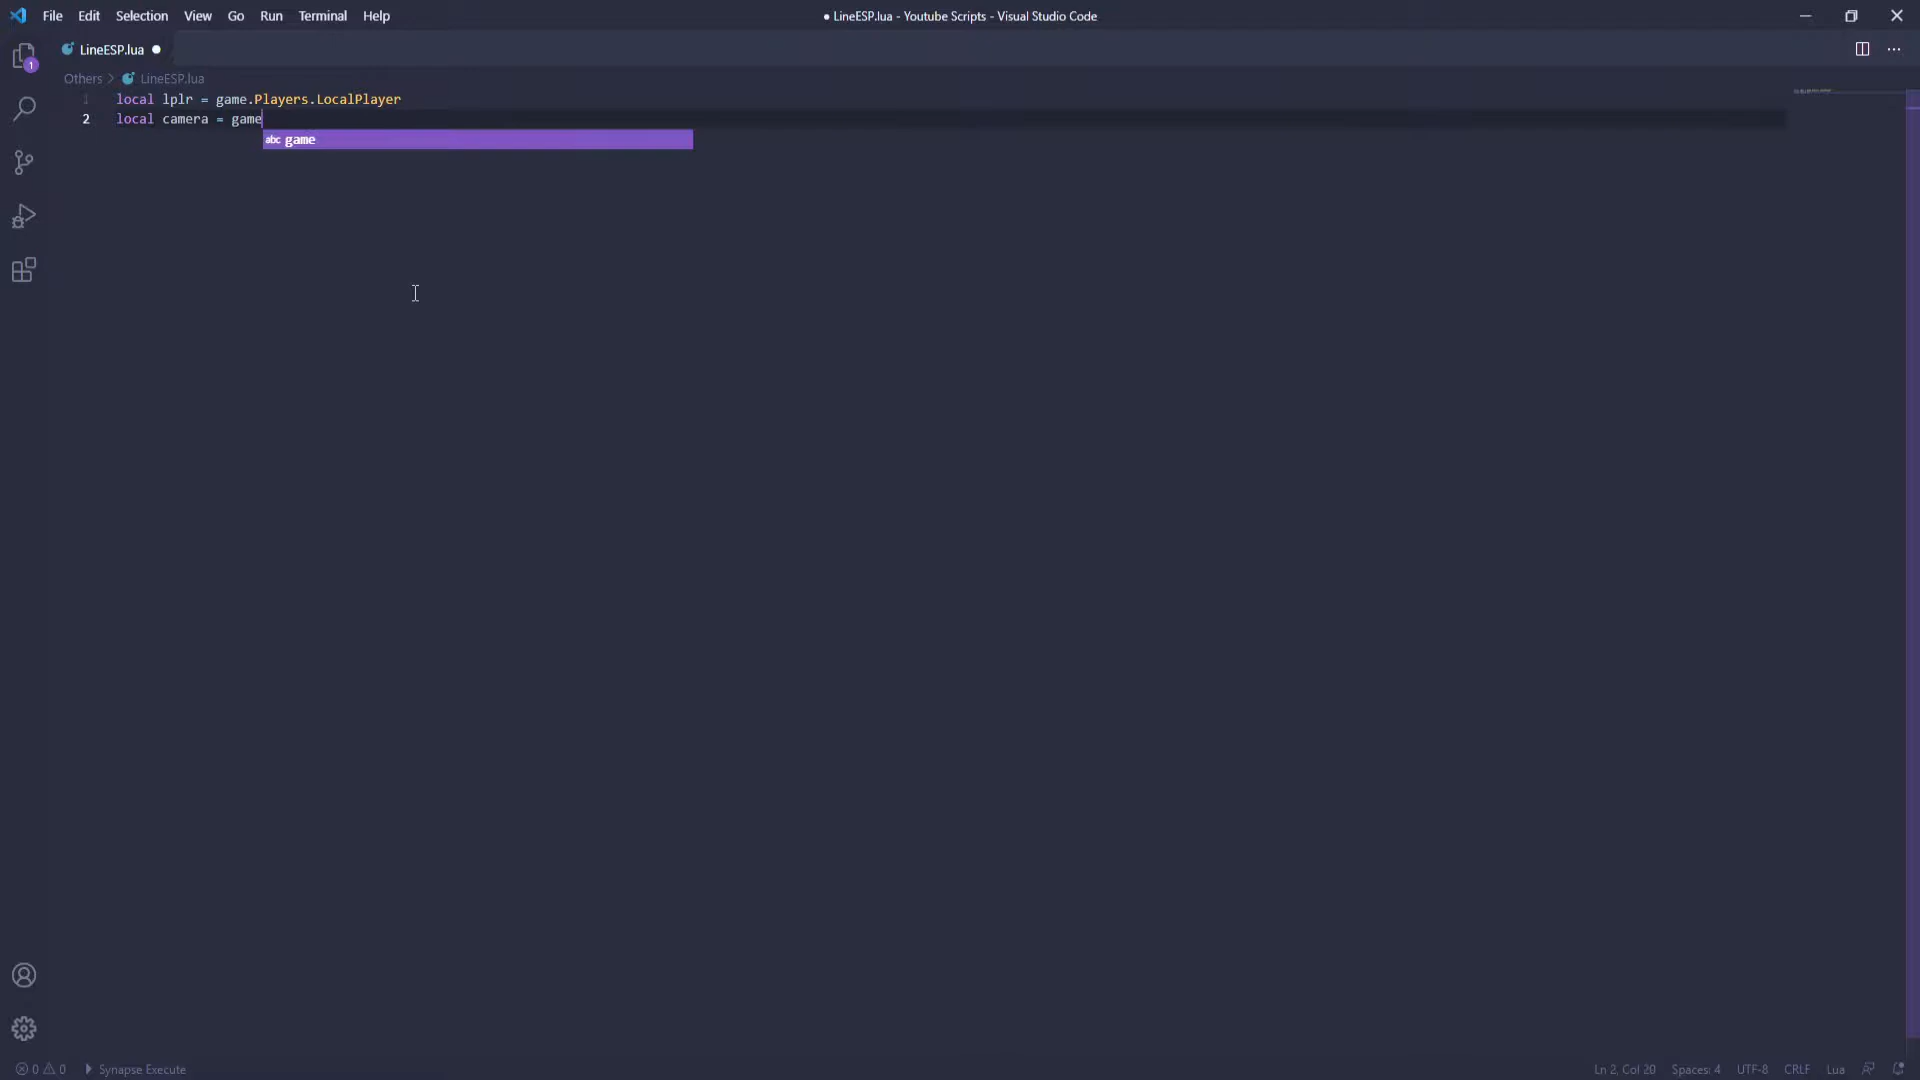 File Edit Selection View Go Run Terminal Help
● LineESP.lua - Youtube Scripts - Visual Studio Code
LineESP.lua
1
Others > LineESP.lua
1 local lplr = game.Players.LocalPlayer
2 local camera = game
abc game
0 0 Synapse Execute
Ln 2, Col 20 Spaces: 4 UTF-8 CRLF Lua